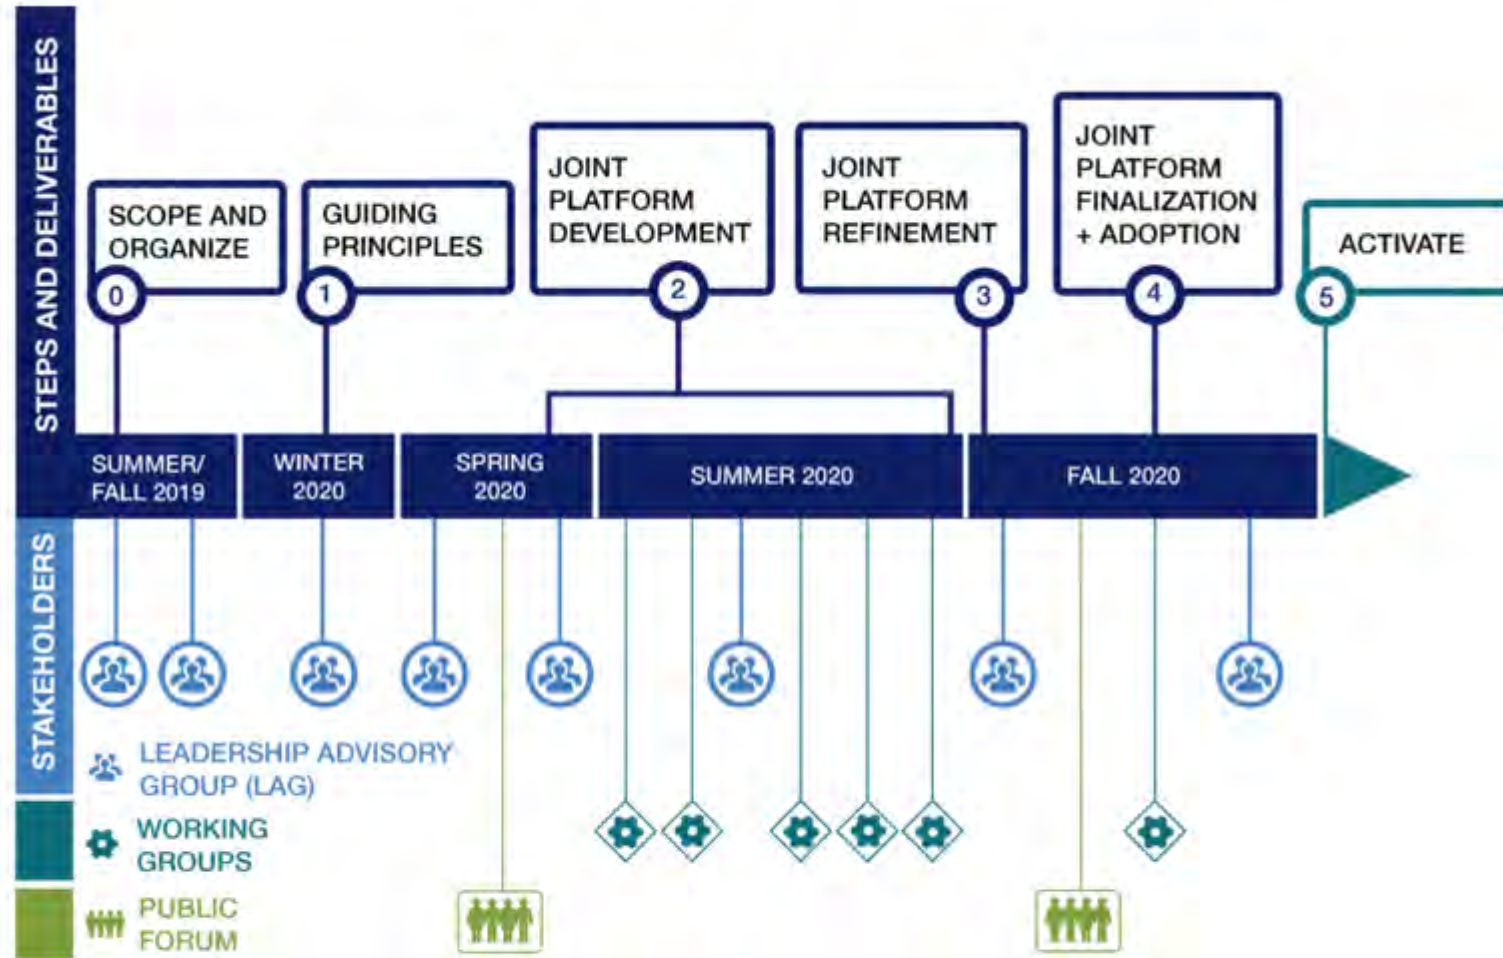 STEPS AND DELIVERABLES
SCOPE AND
ORGANIZE
0
GUIDING
PRINCIPLES
1
JOINT
PLATFORM
DEVELOPMENT
2
JOINT
PLATFORM
REFINEMENT
3
JOINT
PLATFORM
FINALIZATION
+ ADOPTION
4
ACTIVATE
5
SUMMER/
FALL 2019
WINTER
2020
SPRING
2020
SUMMER 2020
FALL 2020
STAKEHOLDERS
LEADERSHIP ADVISORY
GROUP (LAG)
WORKING
GROUPS
PUBLIC
FORUM